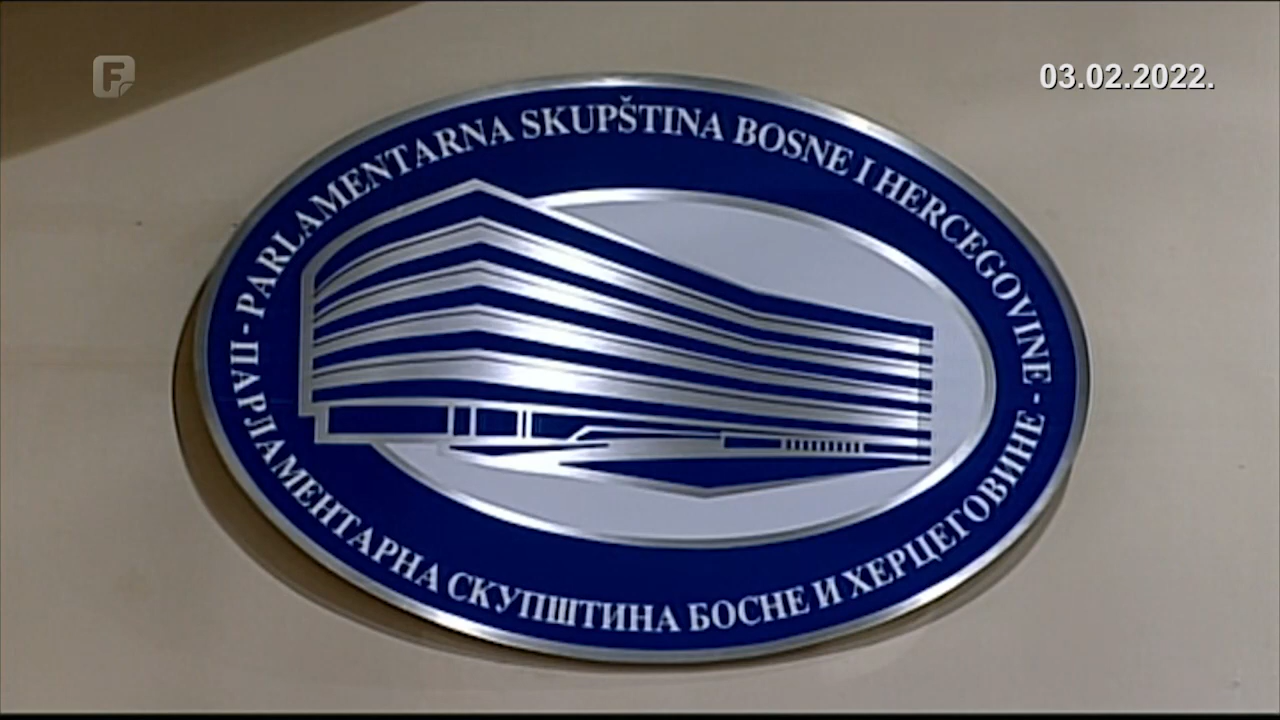 F
03.02.2022.
PARLAMENTARNA SKUPŠTINA BOSNE I HERCEGOVINE -
ПАРЛАМЕНТАРНА СКУПШТИНА БОСНЕ И ХЕРЦЕГОВИНЕ -